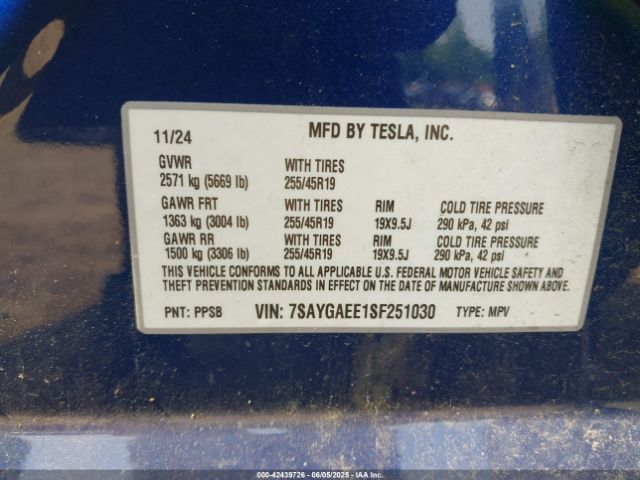 11/24 MFD BY TESLA, INC.
GVWR WITH TIRES
2571 kg (5669 lb) 255/45R19
GAWR FRT WITH TIRES RIM COLD TIRE PRESSURE
1363 kg (3004 lb) 255/45R19 19X9.5J 290 kPa, 42 psi
GAWR RR WITH TIRES RIM COLD TIRE PRESSURE
1500 kg (3306 lb) 255/45R19 19X9.5J 290 kPa, 42 psi
THIS VEHICLE CONFORMS TO ALL APPLICABLE U.S. FEDERAL MOTOR VEHICLE SAFETY AND
THEFT PREVENTION STANDARDS IN EFFECT ON THE DATE OF MANUFACTURE SHOWN ABOVE.
PNT: PPSB VIN: 7SAYGAEE1SF251030 TYPE: MPV
000-42439726 - 06/05/2025 - IAAI.COM